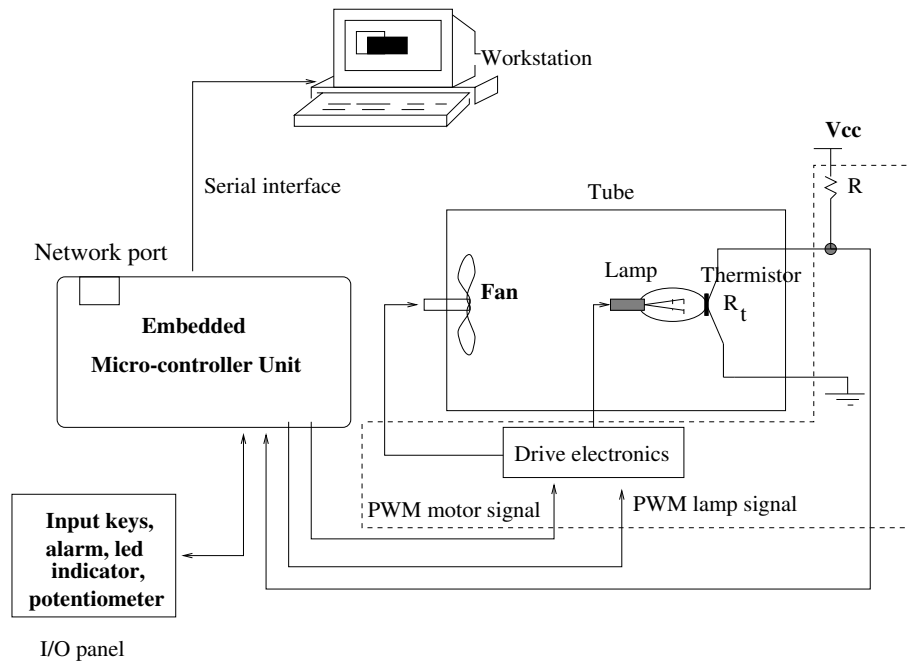 Workstation
Vcc
R
Serial interface
Tube
Network port
Lamp
Thermistor
Fan
R t
Embedded
Micro-controller Unit
Drive electronics
PWM motor signal
PWM lamp signal
Input keys,
alarm, led
indicator,
potentiometer
I/O panel